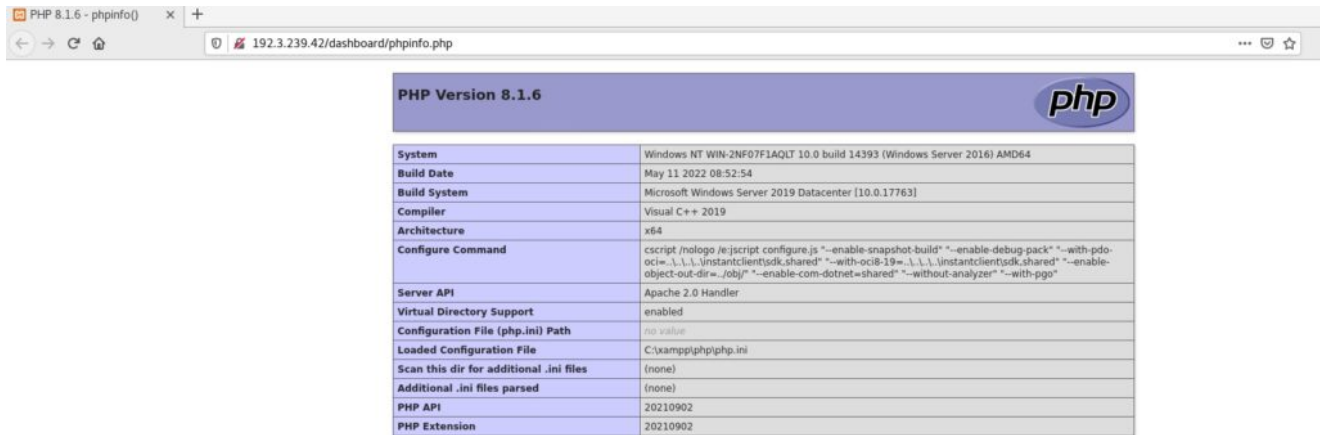 PHP 8.1.6 - phpinfo()
192.3.239.42/dashboard/phpinfo.php
PHP Version 8.1.6
php
System Windows NT WIN-2NF07F1AQLT 10.0 build 14393 (Windows Server 2016) AMD64
Build Date May 11 2022 08:52:54
Build System Microsoft Windows Server 2019 Datacenter [10.0.17763]
Compiler Visual C++ 2019
Architecture x64
Configure Command cscript /nologo /e:jscript configure.js "--enable-snapshot-build" "--enable-debug-pack" "--with-pdo-
oci=..\..\..\..\instantclient\sdk,shared" "--with-oci8-19=..\..\..\..\instantclient\sdk,shared" "--enable-
object-out-dir=../obj/" "--enable-com-dotnet=shared" "--without-analyzer" "--with-pgo"
Server API Apache 2.0 Handler
Virtual Directory Support enabled
Configuration File (php.ini) Path no value
Loaded Configuration File C:\xampp\php\php.ini
Scan this dir for additional .ini files (none)
Additional .ini files parsed (none)
PHP API 20210902
PHP Extension 20210902